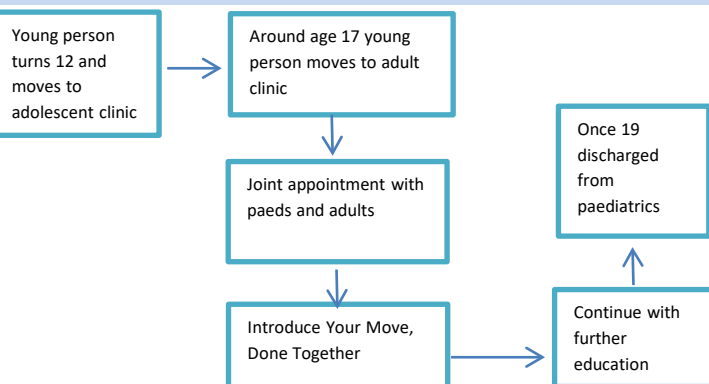 Young person
turns 12 and
moves to
adolescent clinic
Around age 17 young
person moves to adult
clinic
Joint appointment with
paeds and adults
Introduce Your Move,
Done Together
Continue with
further
education
Once 19
discharged
from
paediatrics